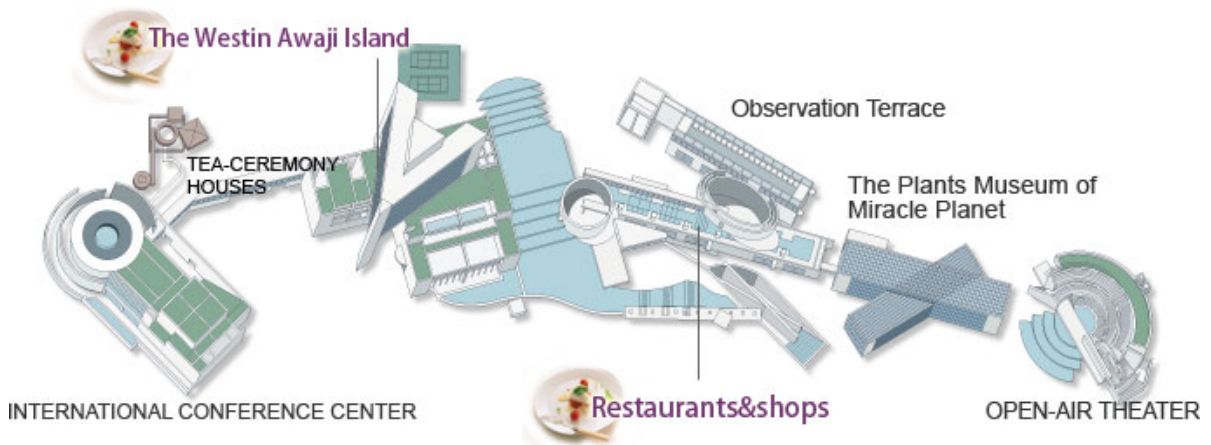 The Westin Awaji Island
Observation Terrace
TEA-CEREMONY
HOUSES
The Plants Museum of
Miracle Planet
Restaurants&shops
INTERNATIONAL CONFERENCE CENTER
OPEN-AIR THEATER